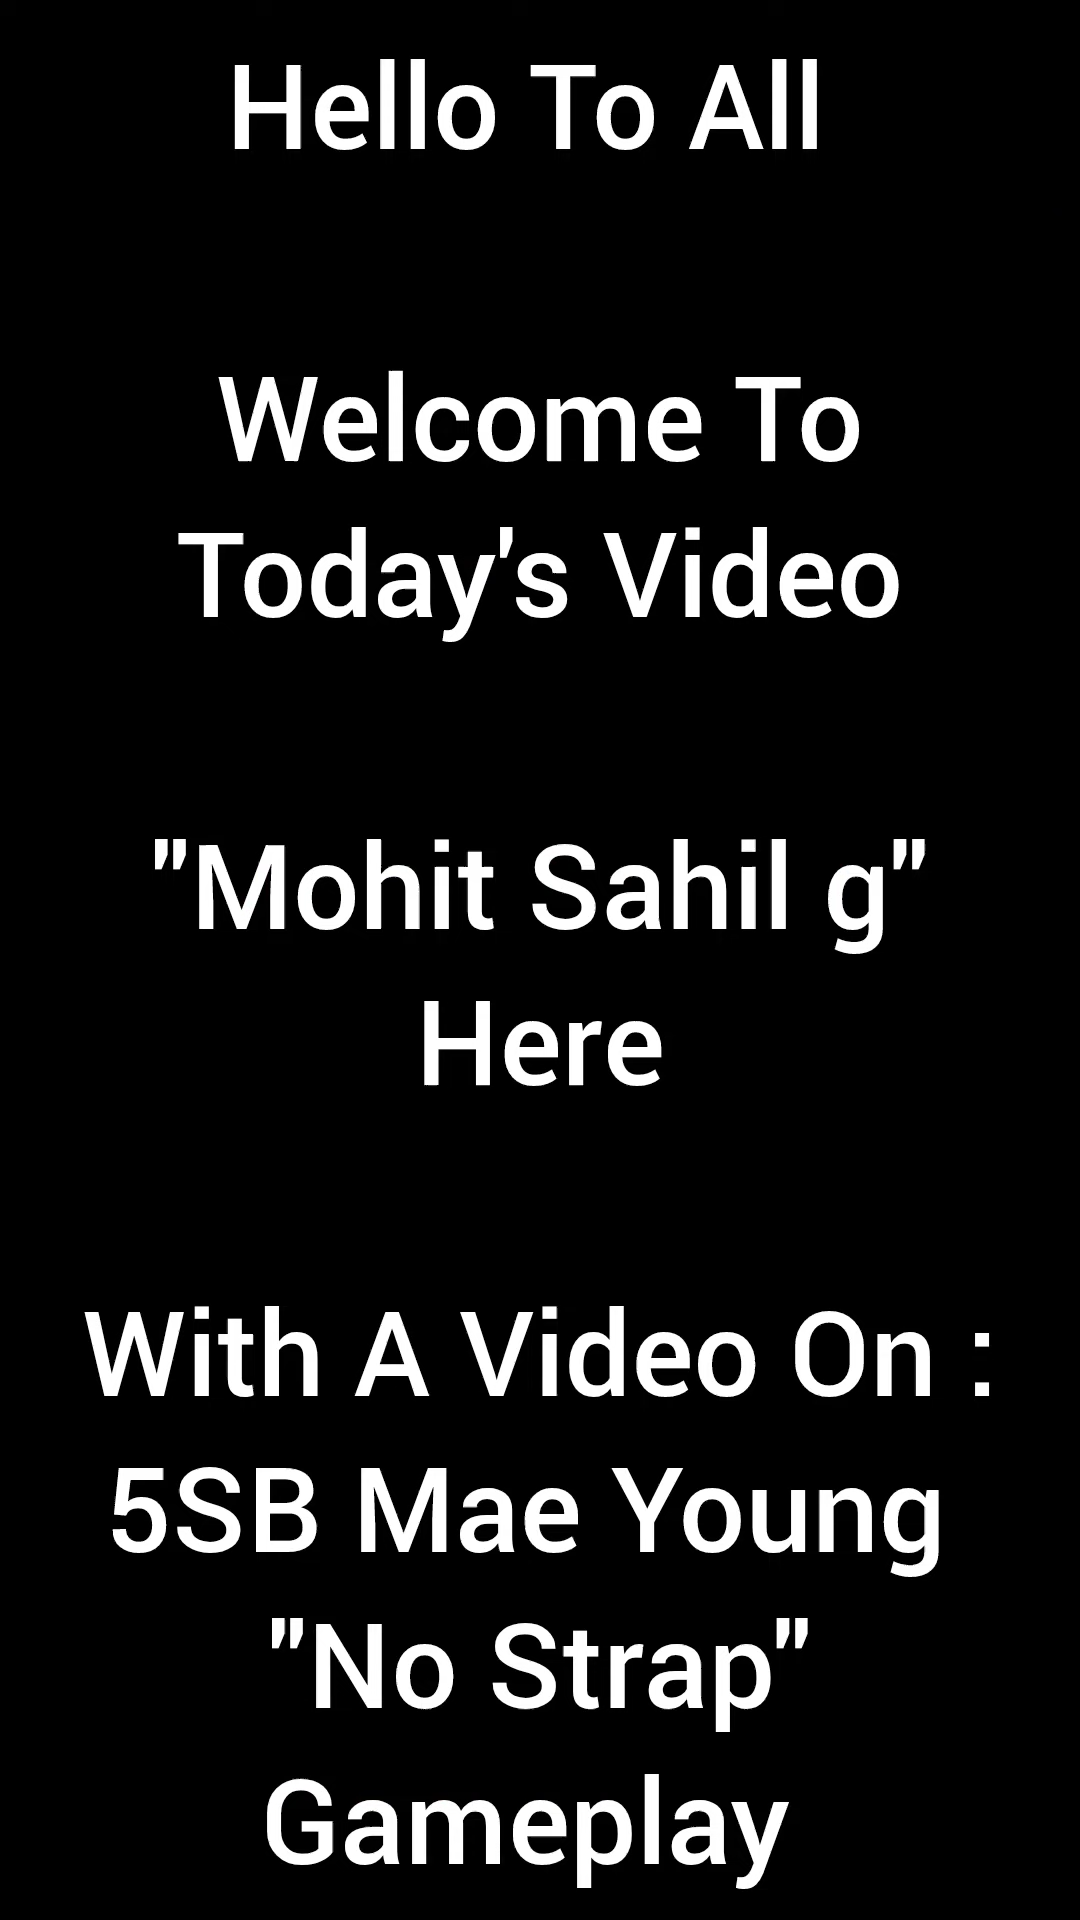 Hello To All
Welcome To
Today's Video
"Mohit Sahil g"
Here
With A Video On :
5SB Mae Young
"No Strap"
Gameplay